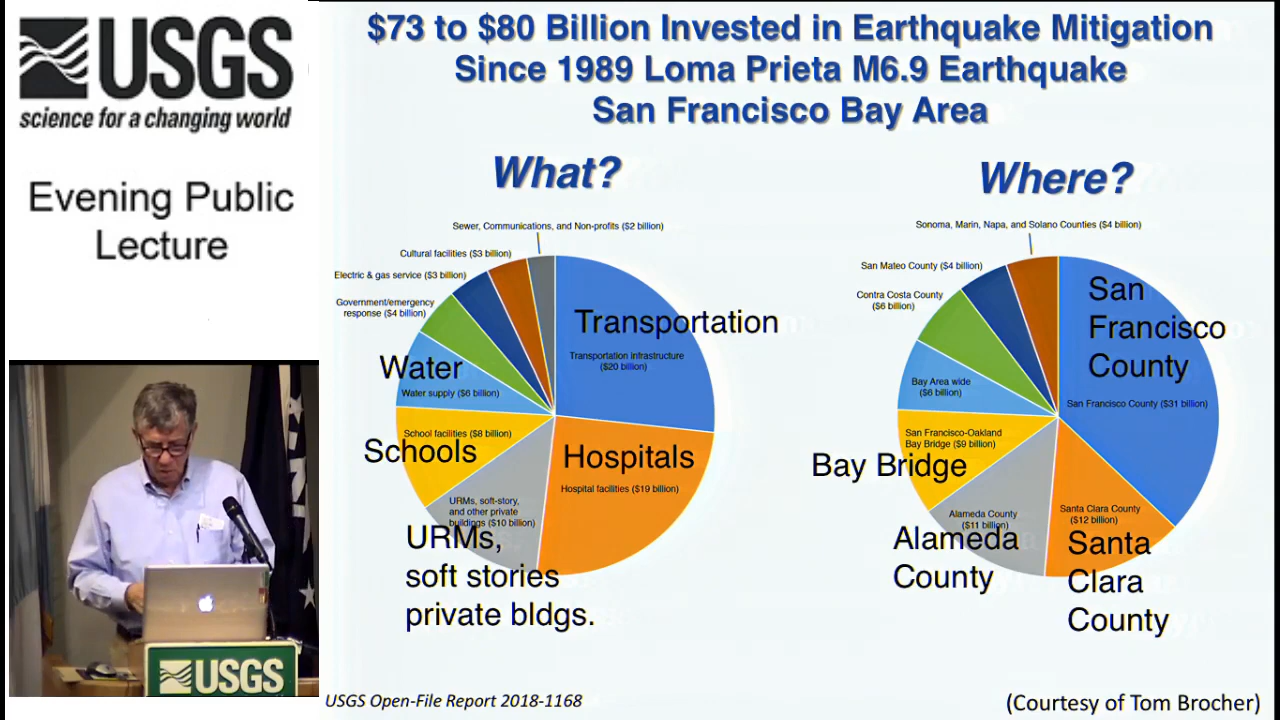 USGS
science for a changing world
Evening Public
Lecture
USGS
$73 to $80 Billion Invested in Earthquake Mitigation
Since 1989 Loma Prieta M6.9 Earthquake
San Francisco Bay Area
What?
Sewer, Communications, and Non-profits ($2 billion)
Cultural facilities ($3 billion)
Electric & gas service ($3 billion)
Government/emergency
response ($4 billion)
Transportation
Transportation infrastructure
($20 billion)
Water
Water supply ($6 billion)
School facilities ($8 billion)
Schools
Hospitals
Hospital facilities ($19 billion)
URMs, soft-story,
and other private
buildings ($10 billion)
URMs,
soft stories
private bldgs.
Where?
Sonoma, Marin, Napa, and Solano Counties ($4 billion)
San Mateo County ($4 billion)
Contra Costa County
($6 billion)
San
Francisco
County
San Francisco County ($31 billion)
Bay Area wide
($6 billion)
San Francisco-Oakland
Bay Bridge ($9 billion)
Bay Bridge
Alameda County
($11 billion)
Alameda
County
Santa Clara County
($12 billion)
Santa
Clara
County
USGS Open-File Report 2018-1168
(Courtesy of Tom Brocher)